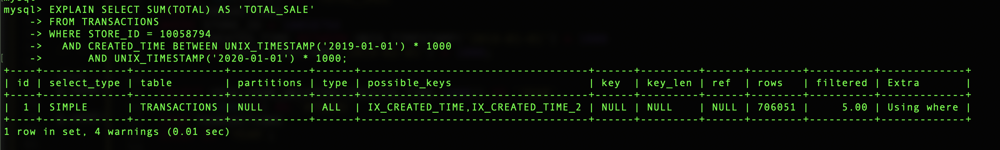 mysql> EXPLAIN SELECT SUM(TOTAL) AS 'TOTAL_SALE'
    -> FROM TRANSACTIONS
    -> WHERE STORE_ID = 10058794
    ->   AND CREATED_TIME BETWEEN UNIX_TIMESTAMP('2019-01-01') * 1000
[    ->       AND UNIX_TIMESTAMP('2020-01-01') * 1000;
+----+-------------+--------------+------------+------+-----------------------------------+------+---------+------+--------+----------+-------------+
| id | select_type | table        | partitions | type | possible_keys                     | key  | key_len | ref  | rows   | filtered | Extra       |
+----+-------------+--------------+------------+------+-----------------------------------+------+---------+------+--------+----------+-------------+
|  1 | SIMPLE      | TRANSACTIONS | NULL       | ALL  | IX_CREATED_TIME,IX_CREATED_TIME_2 | NULL | NULL    | NULL | 706051 |     5.00 | Using where |
+----+-------------+--------------+------------+------+-----------------------------------+------+---------+------+--------+----------+-------------+
1 row in set, 4 warnings (0.01 sec)